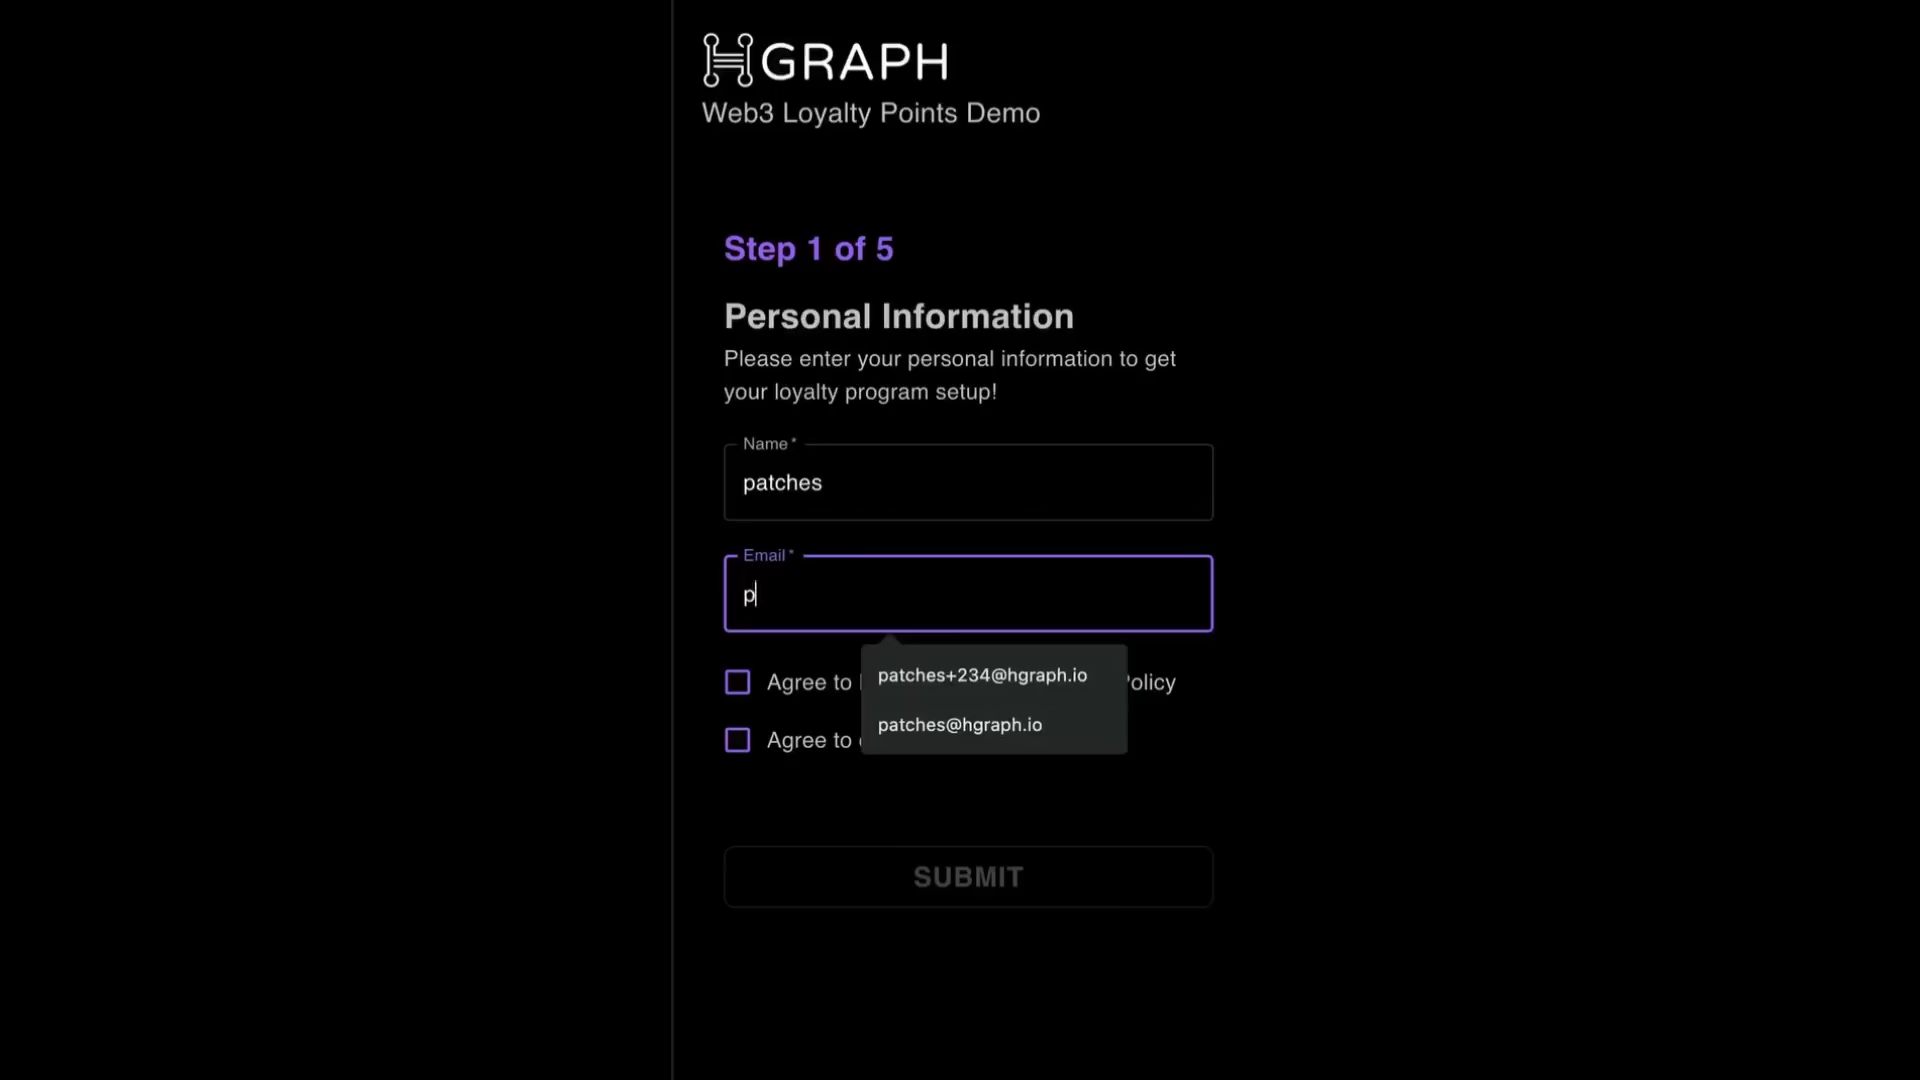 HGRAPH
Web3 Loyalty Points Demo
Step 1 of 5
Personal Information
Please enter your personal information to get
your loyalty program setup!
Name *
patches
Email *
p
patches+234@hgraph.io
Agree to Policy
patches@hgraph.io
Agree to
SUBMIT